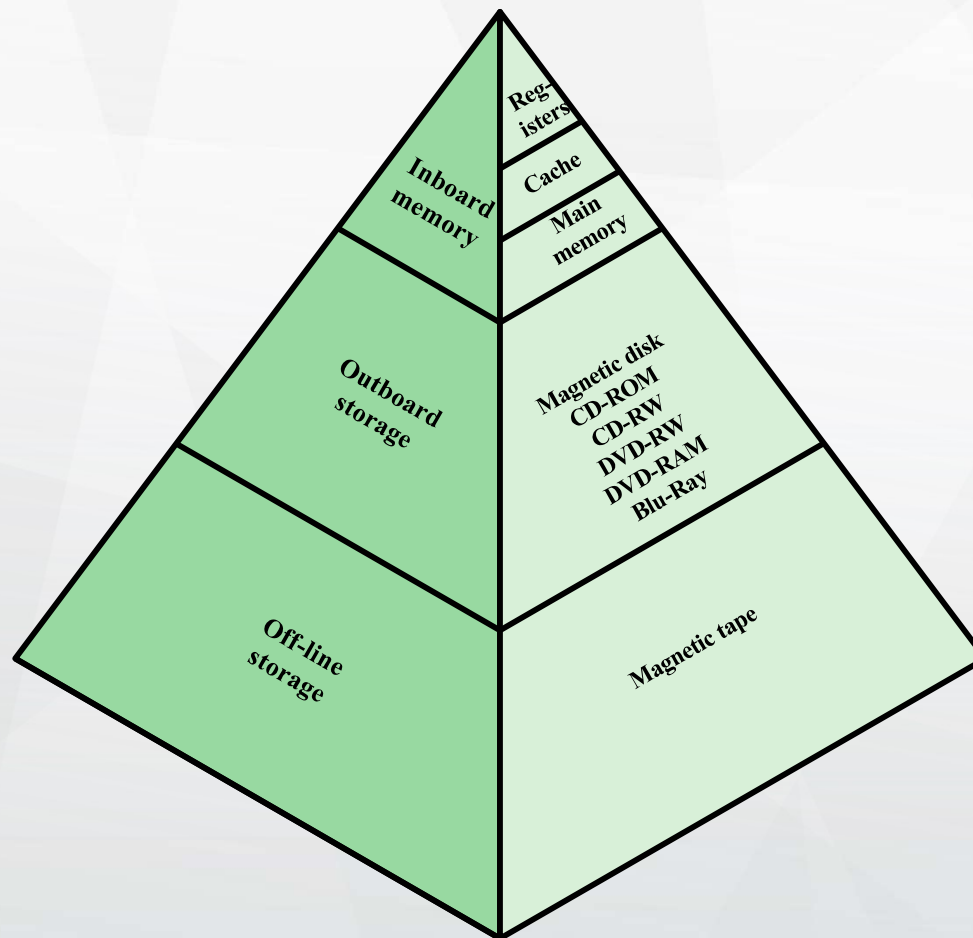 Reg-
isters
Cache
Main
memory
Inboard
memory
Magnetic disk
CD-ROM
CD-RW
DVD-RW
DVD-RAM
Blu-Ray
Outboard
storage
Magnetic tape
Off-line
storage